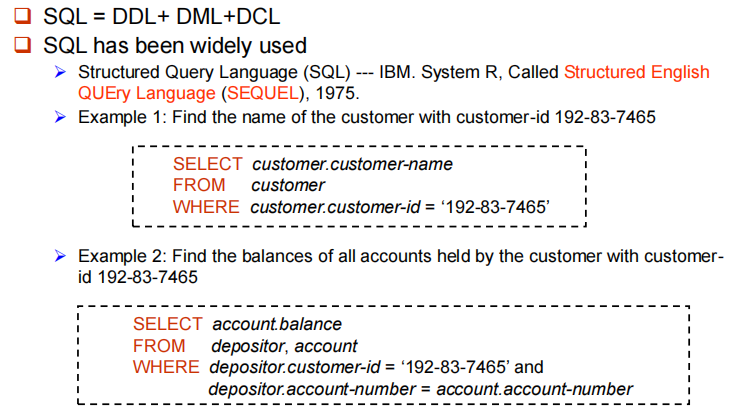 SQL = DDL+ DML+DCL
SQL has been widely used
Structured Query Language (SQL) --- IBM. System R, Called Structured English
QUEry Language (SEQUEL), 1975.
Example 1: Find the name of the customer with customer-id 192-83-7465
SELECT customer.customer-name
FROM customer
WHERE customer.customer-id = ‘192-83-7465’
Example 2: Find the balances of all accounts held by the customer with customer-
id 192-83-7465
SELECT account.balance
FROM depositor, account
WHERE depositor.customer-id = ‘192-83-7465’ and
depositor.account-number = account.account-number